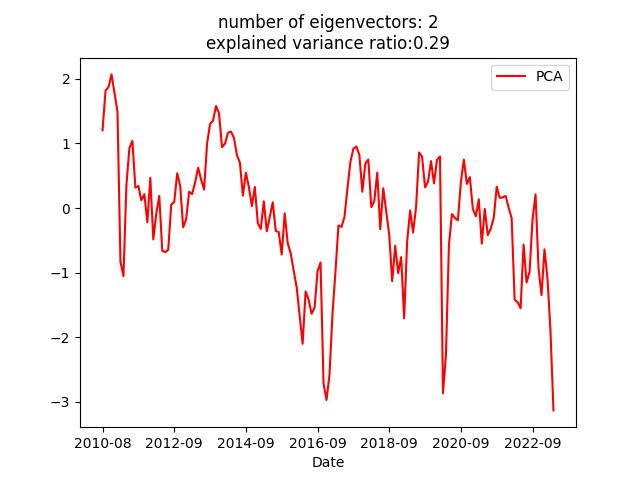 number of eigenvectors: 2
explained variance ratio:0.29
PCA
2
1
0
−1
−2
−3
2010-08 2012-09 2014-09 2016-09 2018-09 2020-09 2022-09
Date